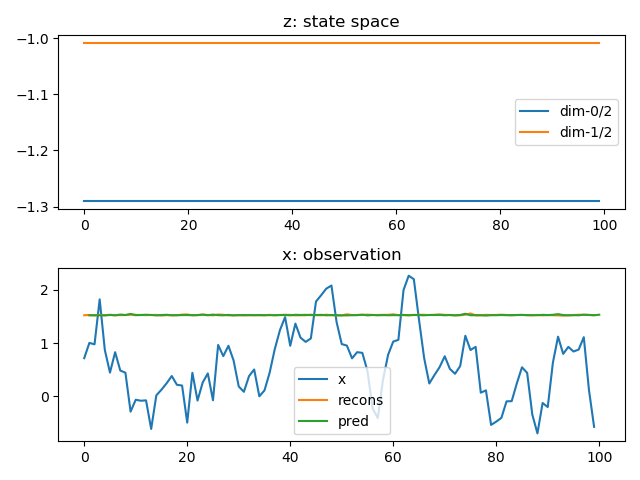 z: state space
−1.0
−1.1
−1.2
−1.3
dim-0/2
dim-1/2
0 20 40 60 80 100
x: observation
2
1
0
x
recons
pred
0 20 40 60 80 100